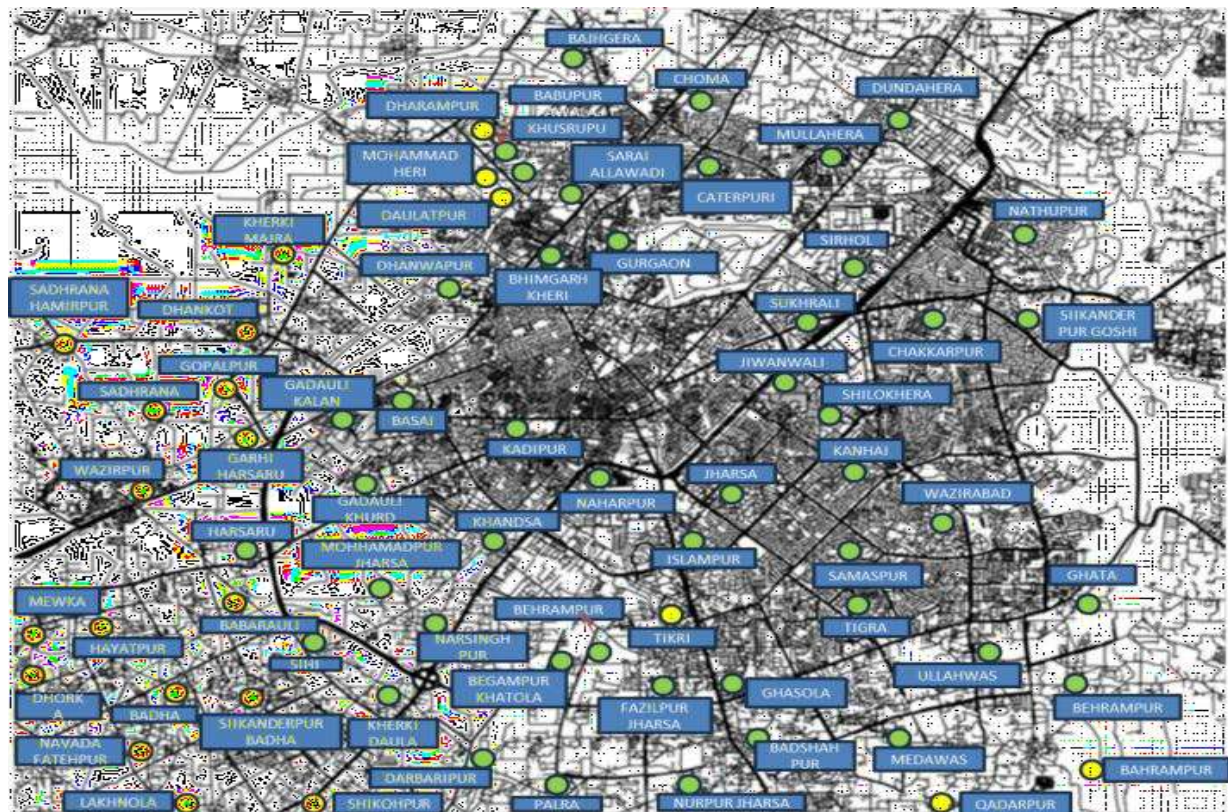 BAJHGERA
CHOMA
DUNDAHERA
DHARAMPUR
BABUPUR
KHUSRUPU
MULLAHERA
MOHAMMAD
HERI
SARAI
ALLAWADI
CATERPURI
DAULATPUR
NATHUPUR
KHERKI
MAJRA
SIRHOL
DHANWAPUR
BHIMGARH
KHERI
GURGAON
SADHRANA
HAMIRPUR
DHANKOT
SUKHRALI
SIIKANDER
PUR GOSHI
CHAKKARPUR
GOPALPUR
JIWANWALI
SADHRANA
GADAULI
KALAN
BASAI
SHILOKHERA
KADIPUR
KANHAJ
GARHI
HARSARU
WAZIRPUR
NAHARPUR
JHARSA
WAZIRABAD
GADAULI
KHURD
KHANDSA
HARSARU
MOHHAMADPUR
JHARSA
ISLAMPUR
SAMASPUR
GHATA
MEWKA
BEHRAMPUR
BABARAULI
TIKRI
TIGRA
HAYATPUR
NARSINGH
PUR
SIHI
ULLAHWAS
DHORK
A
BADHA
SIIKANDERPUR
BADHA
KHERKI
DAULA
BEGAMPUR
KHATOLA
FAZILPUR
JHARSA
GHASOLA
BEHRAMPUR
NAVADA
FATEHPUR
BADSHAH
PUR
MEDAWAS
DARBARIPUR
BAHRAMPUR
LAKHNOLA
SHIKOHPUR
PALRA
NURPUR JHARSA
QADARPUR